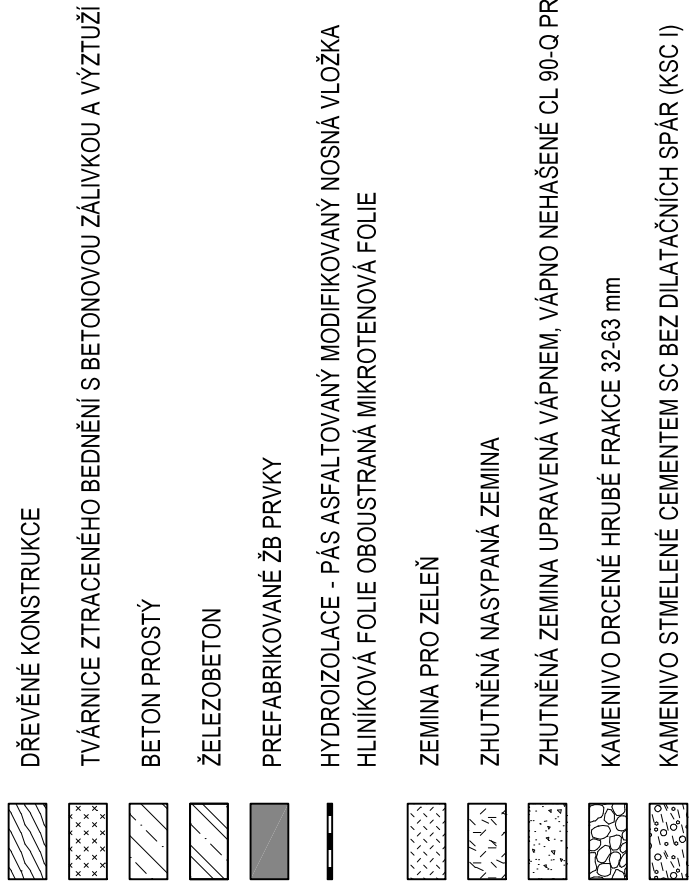 DŘEVĚNÉ KONSTRUKCE
TVÁRNICE ZTRACENÉHO BEDNĚNÍ S BETONOVOU ZÁLIVKOU A VÝZTUŽÍ
BETON PROSTÝ
ŽELEZOBETON
PREFABRIKOVANÉ ŽB PRVKY
HYDROIZOLACE - PÁS ASFALTOVANÝ MODIFIKOVANÝ NOSNÁ VLOŽKA
HLINÍKOVÁ FOLIE OBOUSTRANÁ MIKROTENOVÁ FOLIE
ZEMINA PRO ZELEŇ
ZHUTNĚNÁ NASYPANÁ ZEMINA
ZHUTNĚNÁ ZEMINA UPRAVENÁ VÁPNEM, VÁPNO NEHAŠENÉ CL 90-Q PR
KAMENIVO DRCENÉ HRUBÉ FRAKCE 32-63 mm
KAMENIVO STMELENÉ CEMENTEM SC BEZ DILATAČNÍCH SPÁR (KSC I)